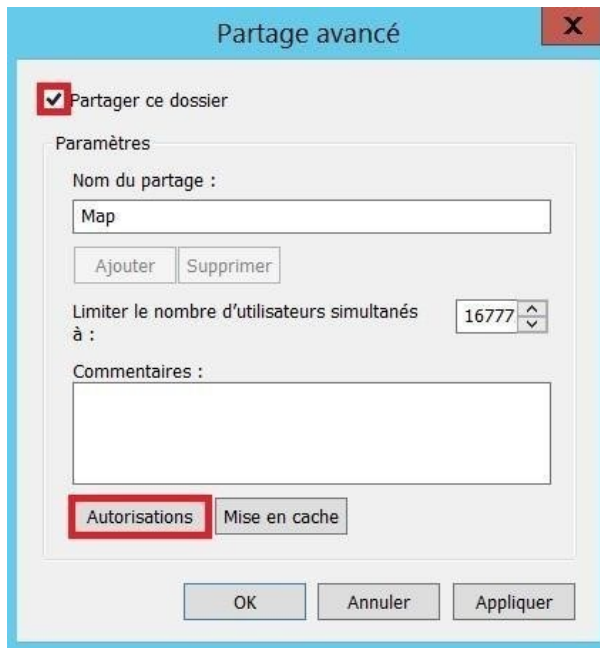 Partage avancé
X
Partager ce dossier
Paramètres
Nom du partage :
Map
Ajouter Supprimer
Limiter le nombre d’utilisateurs simultanés
à :
16777
Commentaires :
Autorisations Mise en cache
OK Annuler Appliquer